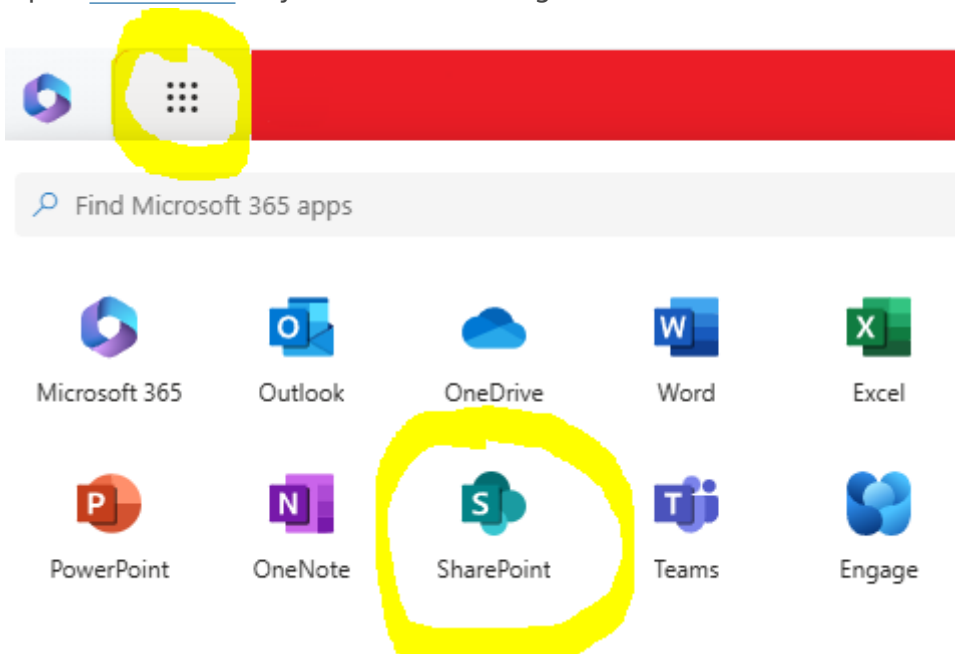 Find Microsoft 365 apps
Microsoft 365 Outlook OneDrive Word Excel
PowerPoint OneNote SharePoint Teams Engage